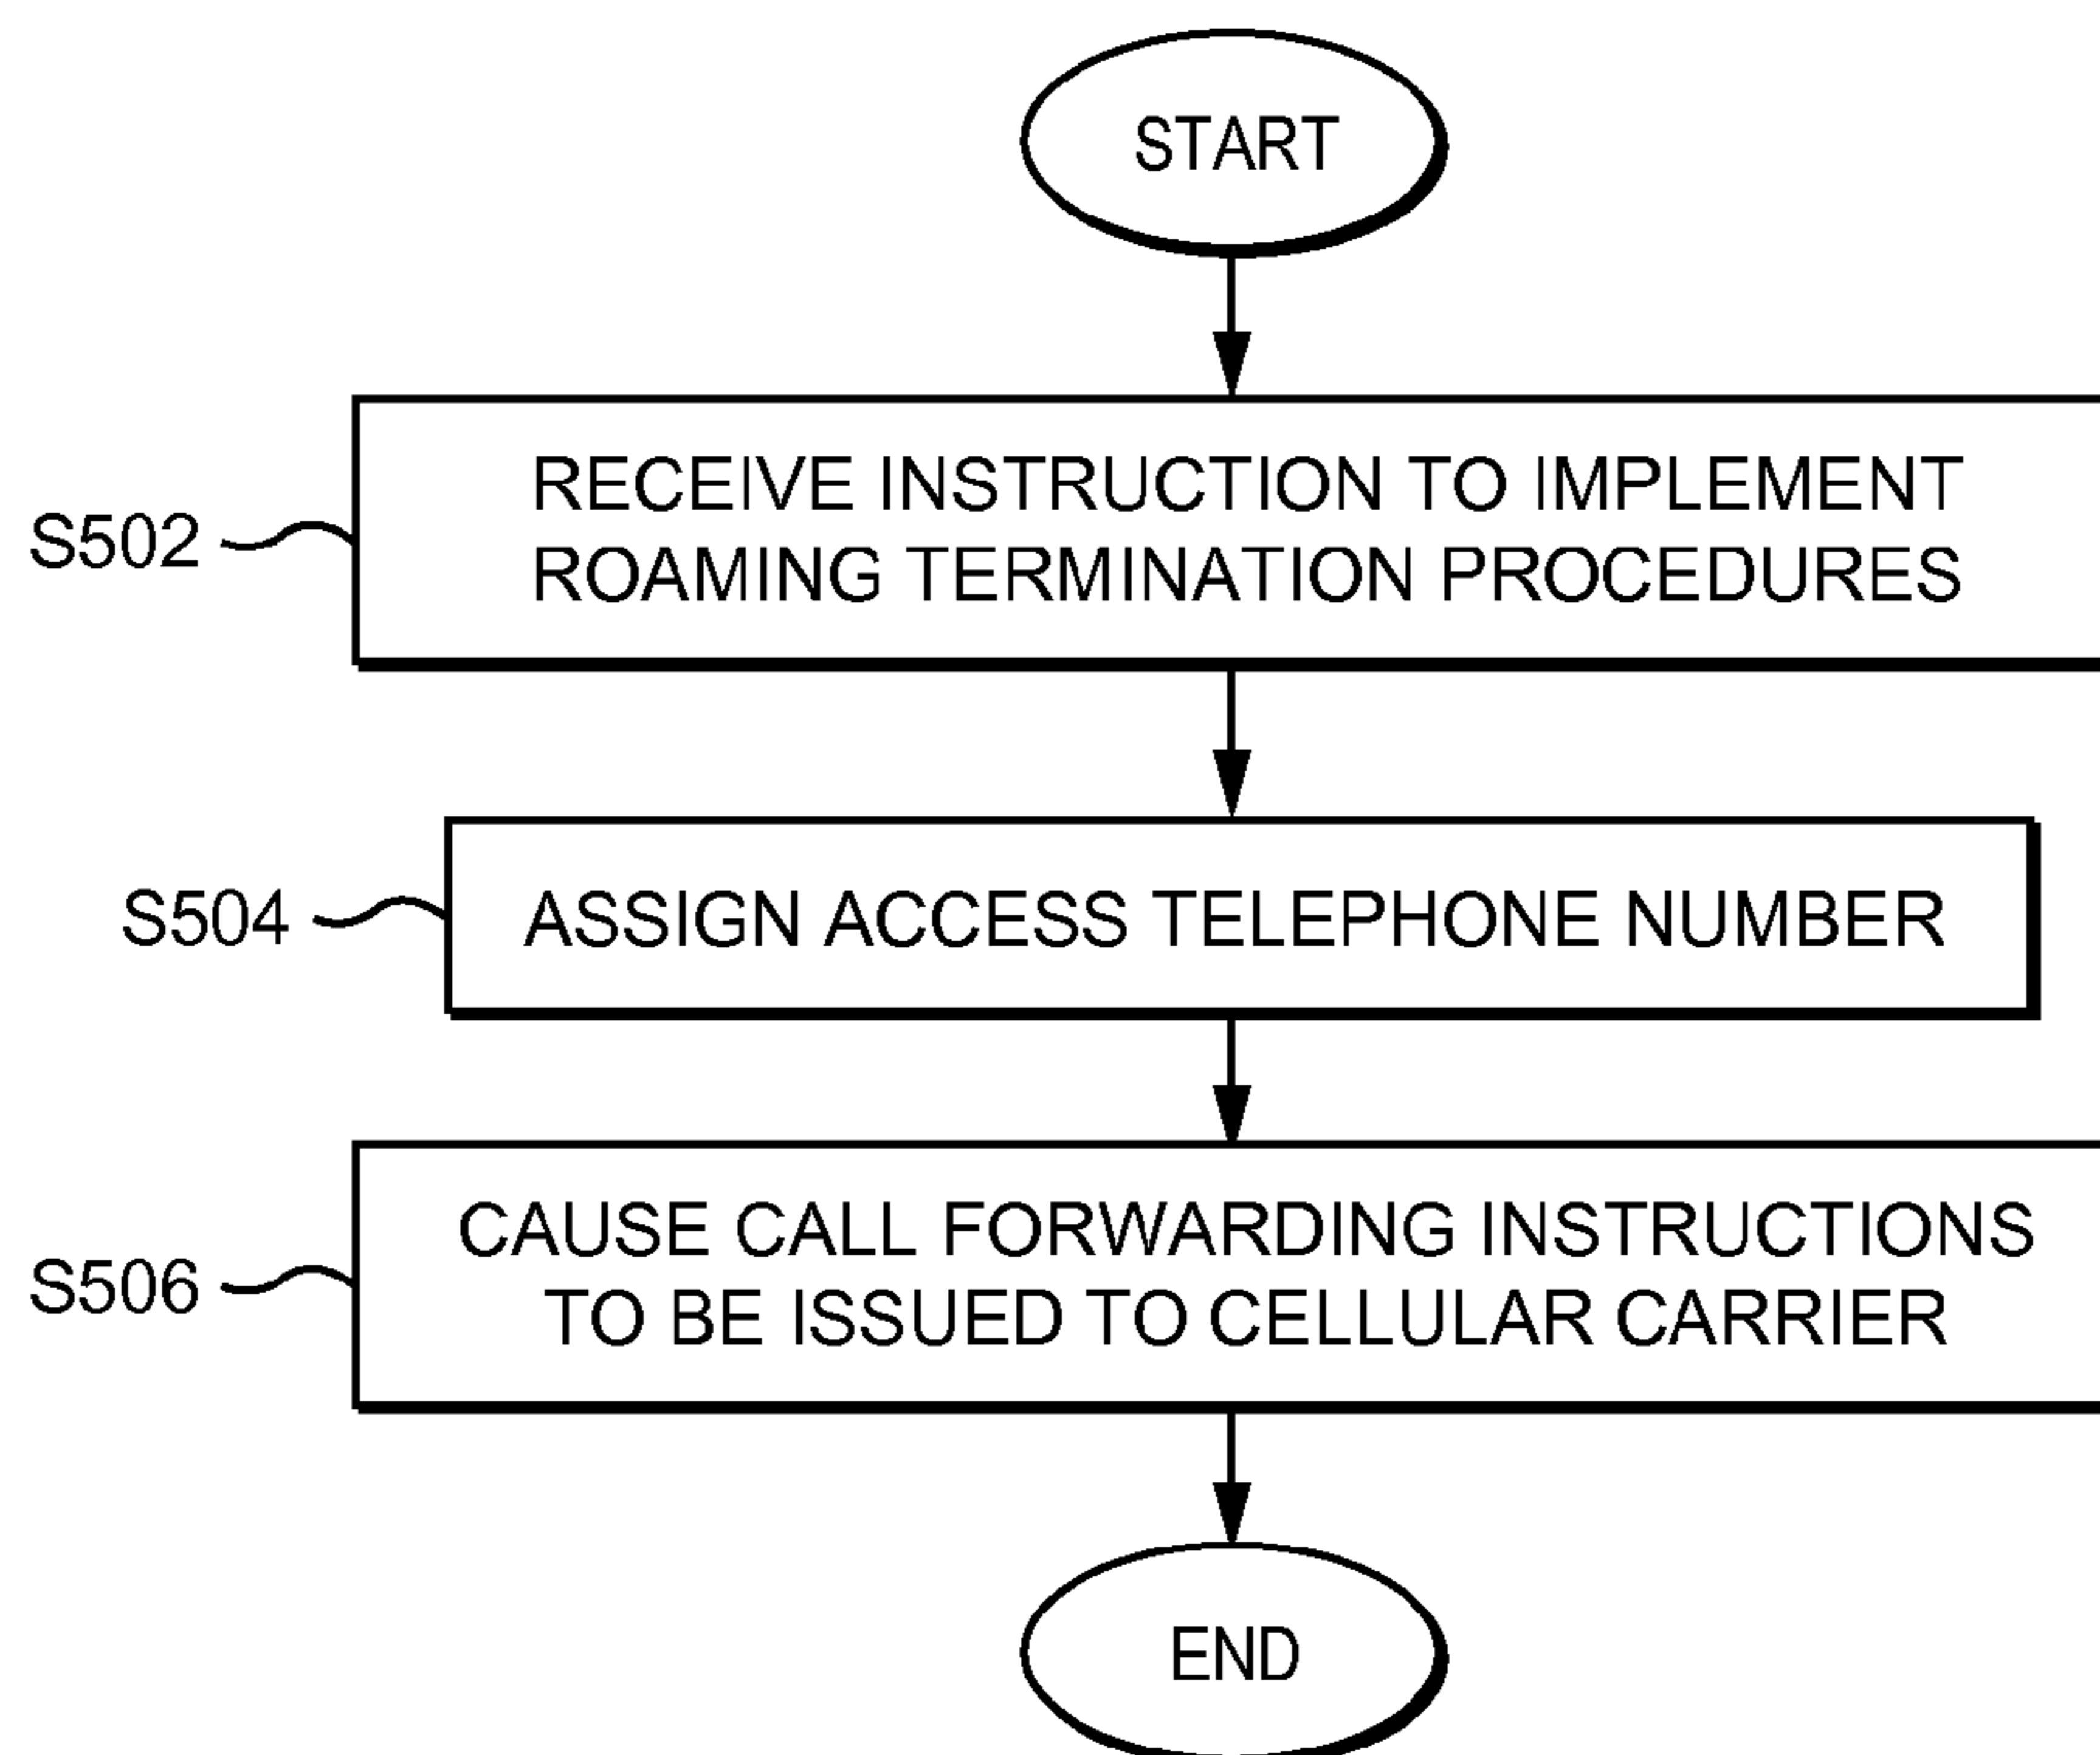 START
S502
RECEIVE INSTRUCTION TO IMPLEMENT
ROAMING TERMINATION PROCEDURES
S504
ASSIGN ACCESS TELEPHONE NUMBER
S506
CAUSE CALL FORWARDING INSTRUCTIONS
TO BE ISSUED TO CELLULAR CARRIER
END